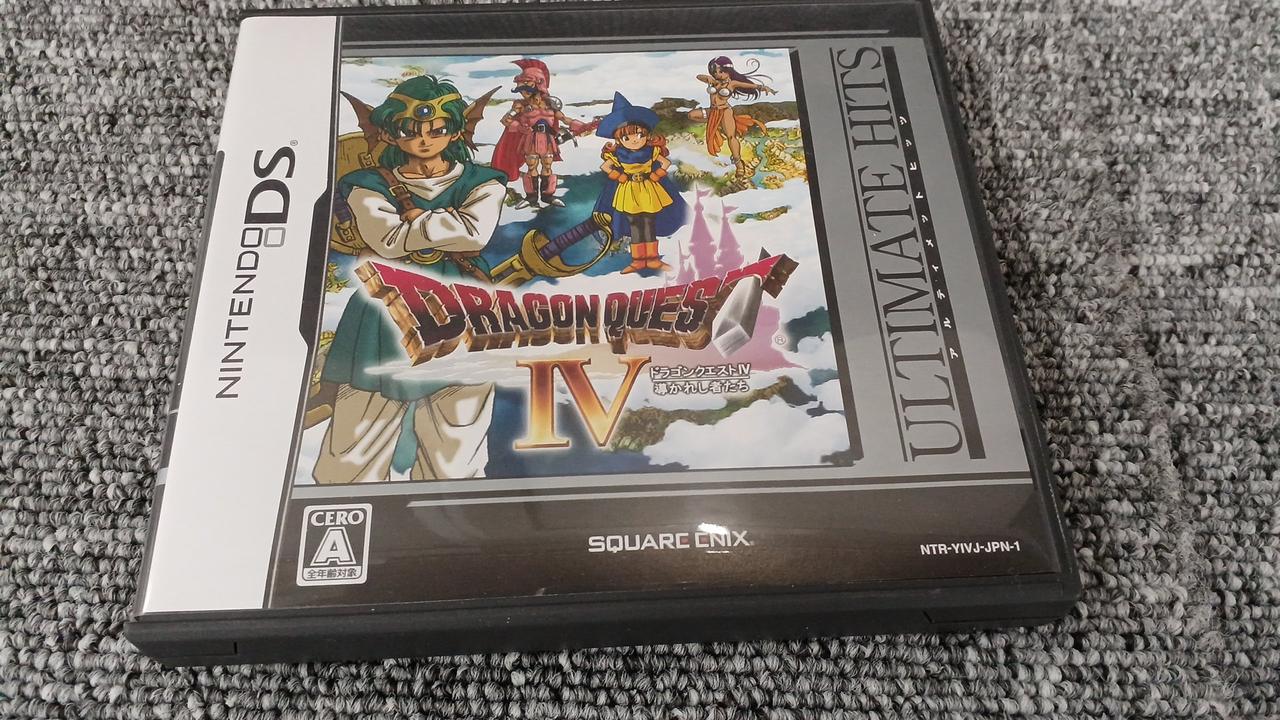 NINTENDO DS®
DRAGON QUEST®
IV
ドラゴンクエストIV
導かれし者たち
ULTIMATE HITS
アルティメットヒッツ
CERO
A
全年齢対象
SQUARE ENIX
NTR-YIVJ-JPN-1